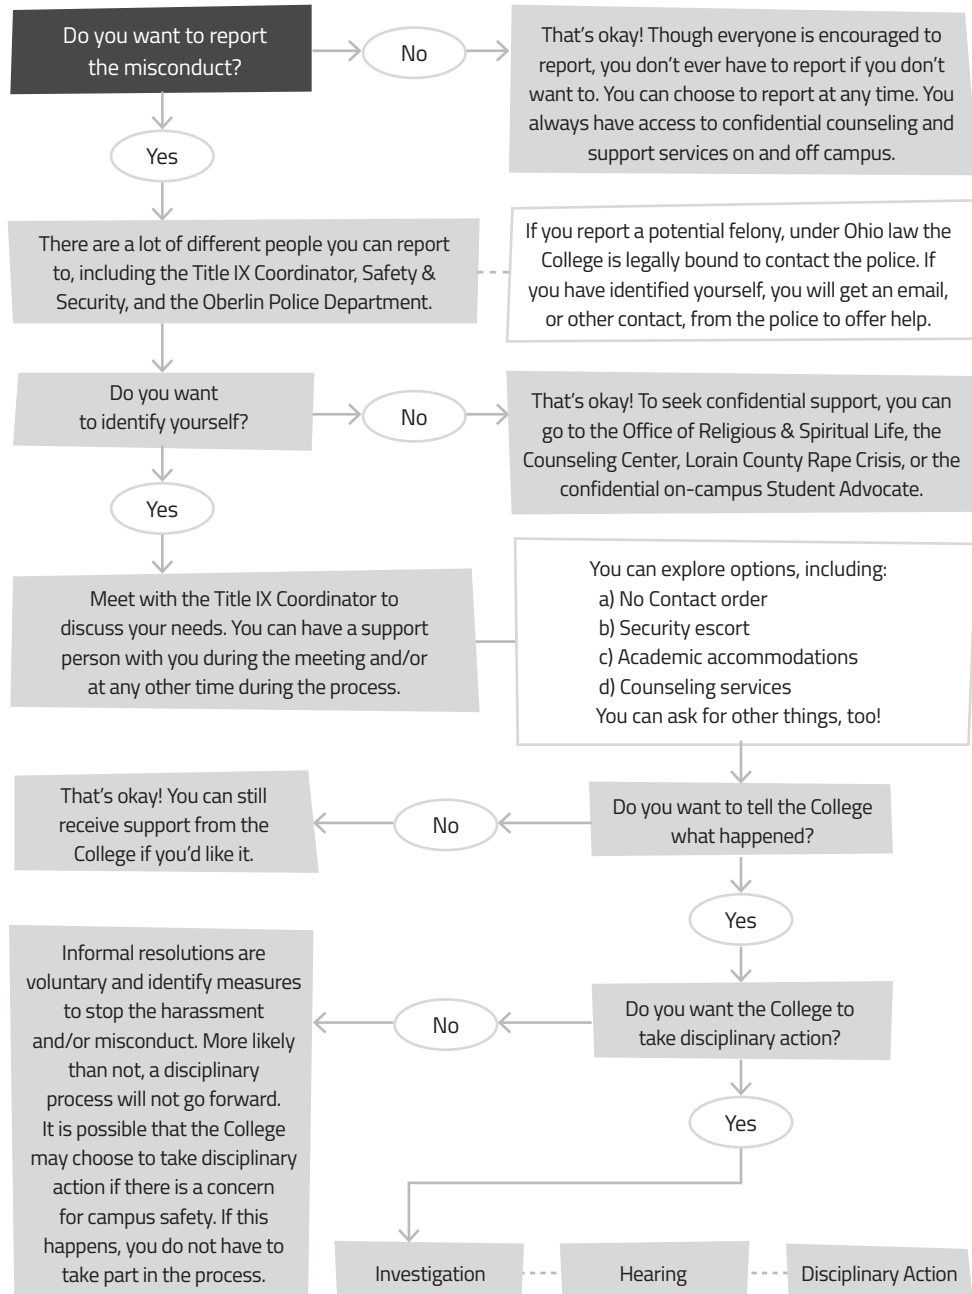 Do you want to report
the misconduct?
No
That's okay! Though everyone is encouraged to
report, you don't ever have to report if you don't
want to. You can choose to report at any time. You
always have access to confidential counseling and
support services on and off campus.
Yes
There are a lot of different people you can report
to, including the Title IX Coordinator, Safety &
Security, and the Oberlin Police Department.
If you report a potential felony, under Ohio law the
College is legally bound to contact the police. If
you have identified yourself, you will get an email,
or other contact, from the police to offer help.
Do you want
to identify yourself?
No
That's okay! To seek confidential support, you can
go to the Office of Religious & Spiritual Life, the
Counseling Center, Lorain County Rape Crisis, or the
confidential on-campus Student Advocate.
Yes
Meet with the Title IX Coordinator to
discuss your needs. You can have a support
person with you during the meeting and/or
at any other time during the process.
You can explore options, including:
a) No Contact order
b) Security escort
c) Academic accommodations
d) Counseling services
You can ask for other things, too!
Do you want to tell the College
what happened?
No
That's okay! You can still
receive support from the
College if you'd like it.
Yes
Do you want the College to
take disciplinary action?
No
Informal resolutions are
voluntary and identify measures
to stop the harassment
and/or misconduct. More likely
than not, a disciplinary
process will not go forward.
It is possible that the College
may choose to take disciplinary
action if there is a concern
for campus safety. If this
happens, you do not have to
take part in the process.
Yes
Investigation
Hearing
Disciplinary Action